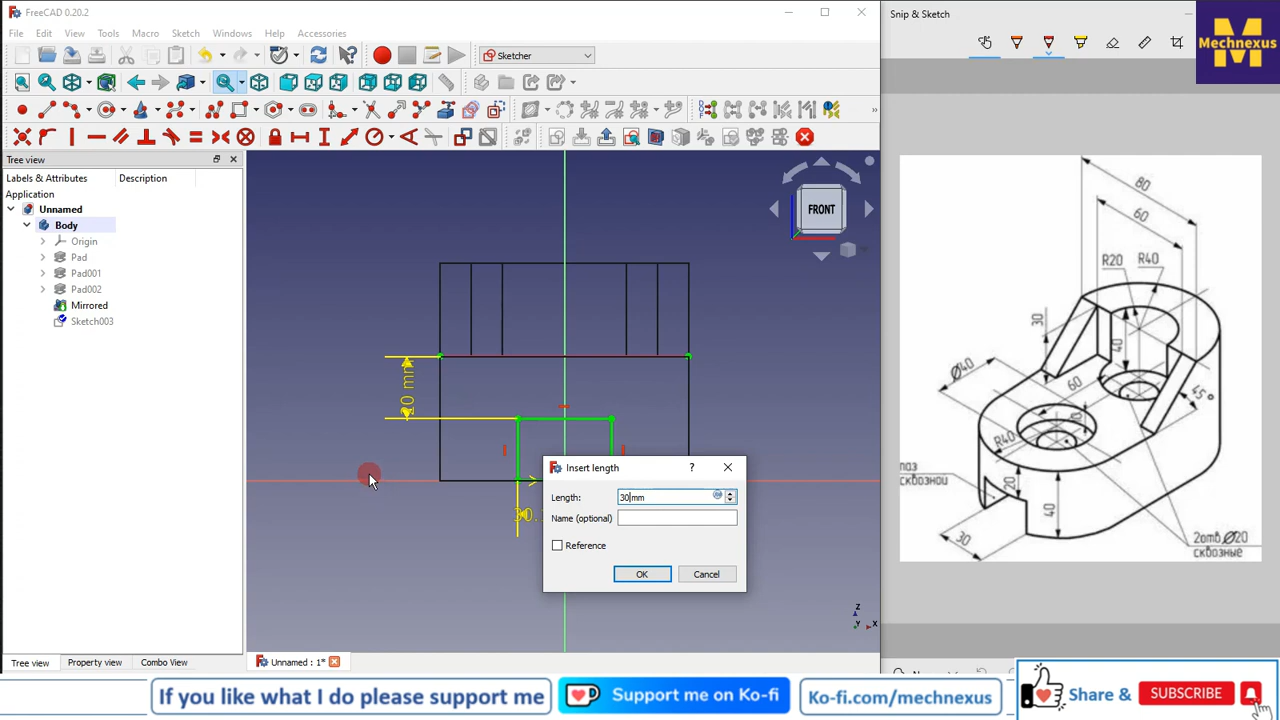 FreeCAD 0.20.2
File Edit View Tools Macro Sketch Windows Help Accessories
Sketcher
»
Tree view
Labels & Attributes Description
Application
Unnamed
Body
Origin
Pad
Pad001
Pad002
Mirrored
Sketch003
FRONT
20 mm
Insert length
?
Length: 30mm
Name (optional)
Reference
OK Cancel
Z
Y X
Tree view Property view Combo View
Unnamed : 1*
Snip & Sketch
Mechnexus
80
60
R20 R40
30
40
Ø40
60
45°
R40
паз
сквозной
20
40
30
2отв.Ø20
сквозные
If you like what I do please support me
Support me on Ko-fi
Ko-fi.com/mechnexus
Share &
SUBSCRIBE